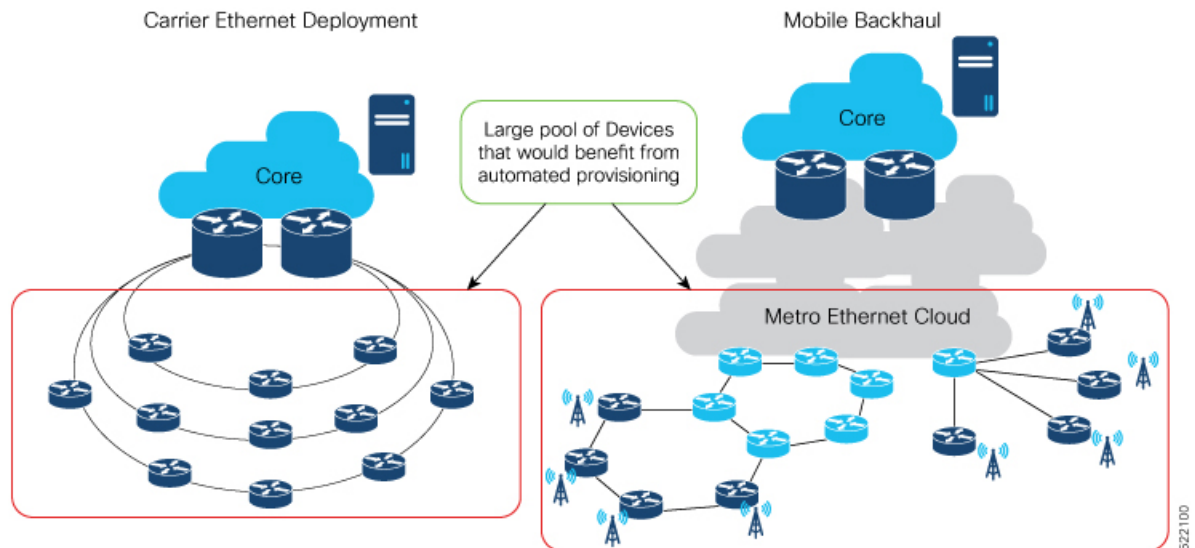 Carrier Ethernet Deployment
Mobile Backhaul
Core
Large pool of Devices
that would benefit from
automated provisioning
Core
Metro Ethernet Cloud
522100